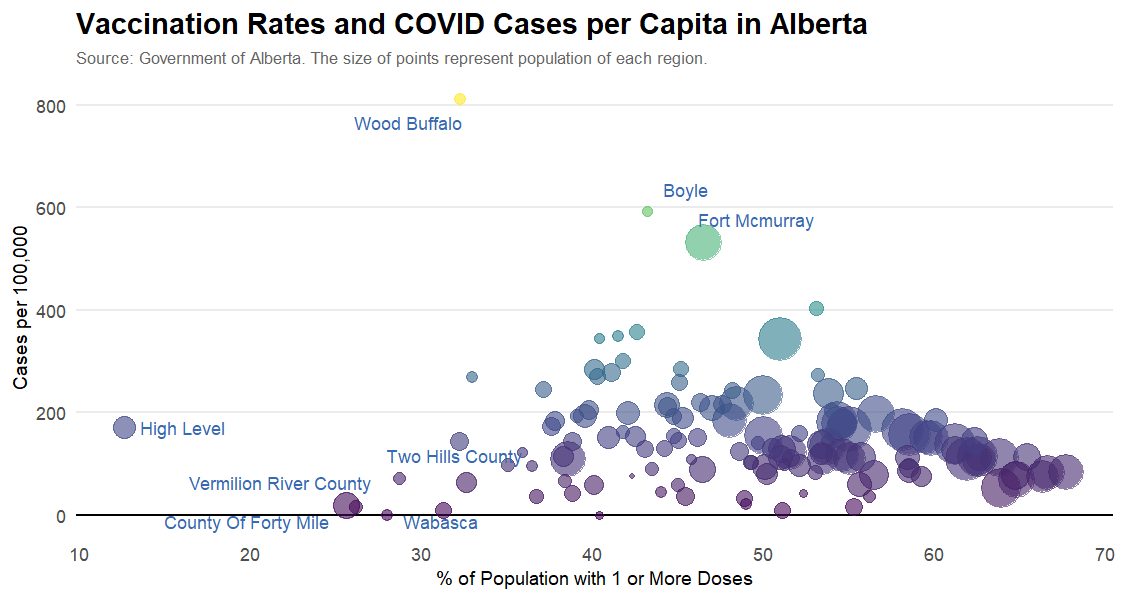 Vaccination Rates and COVID Cases per Capita in Alberta
Source: Government of Alberta. The size of points represent population of each region.
800
Wood Buffalo
Boyle
600
Fort Mcmurray
Cases per 100,000
400
200
High Level
Two Hills County
Vermilion River County
0
County Of Forty Mile
Wabasca
10 20 30 40 50 60 70
% of Population with 1 or More Doses